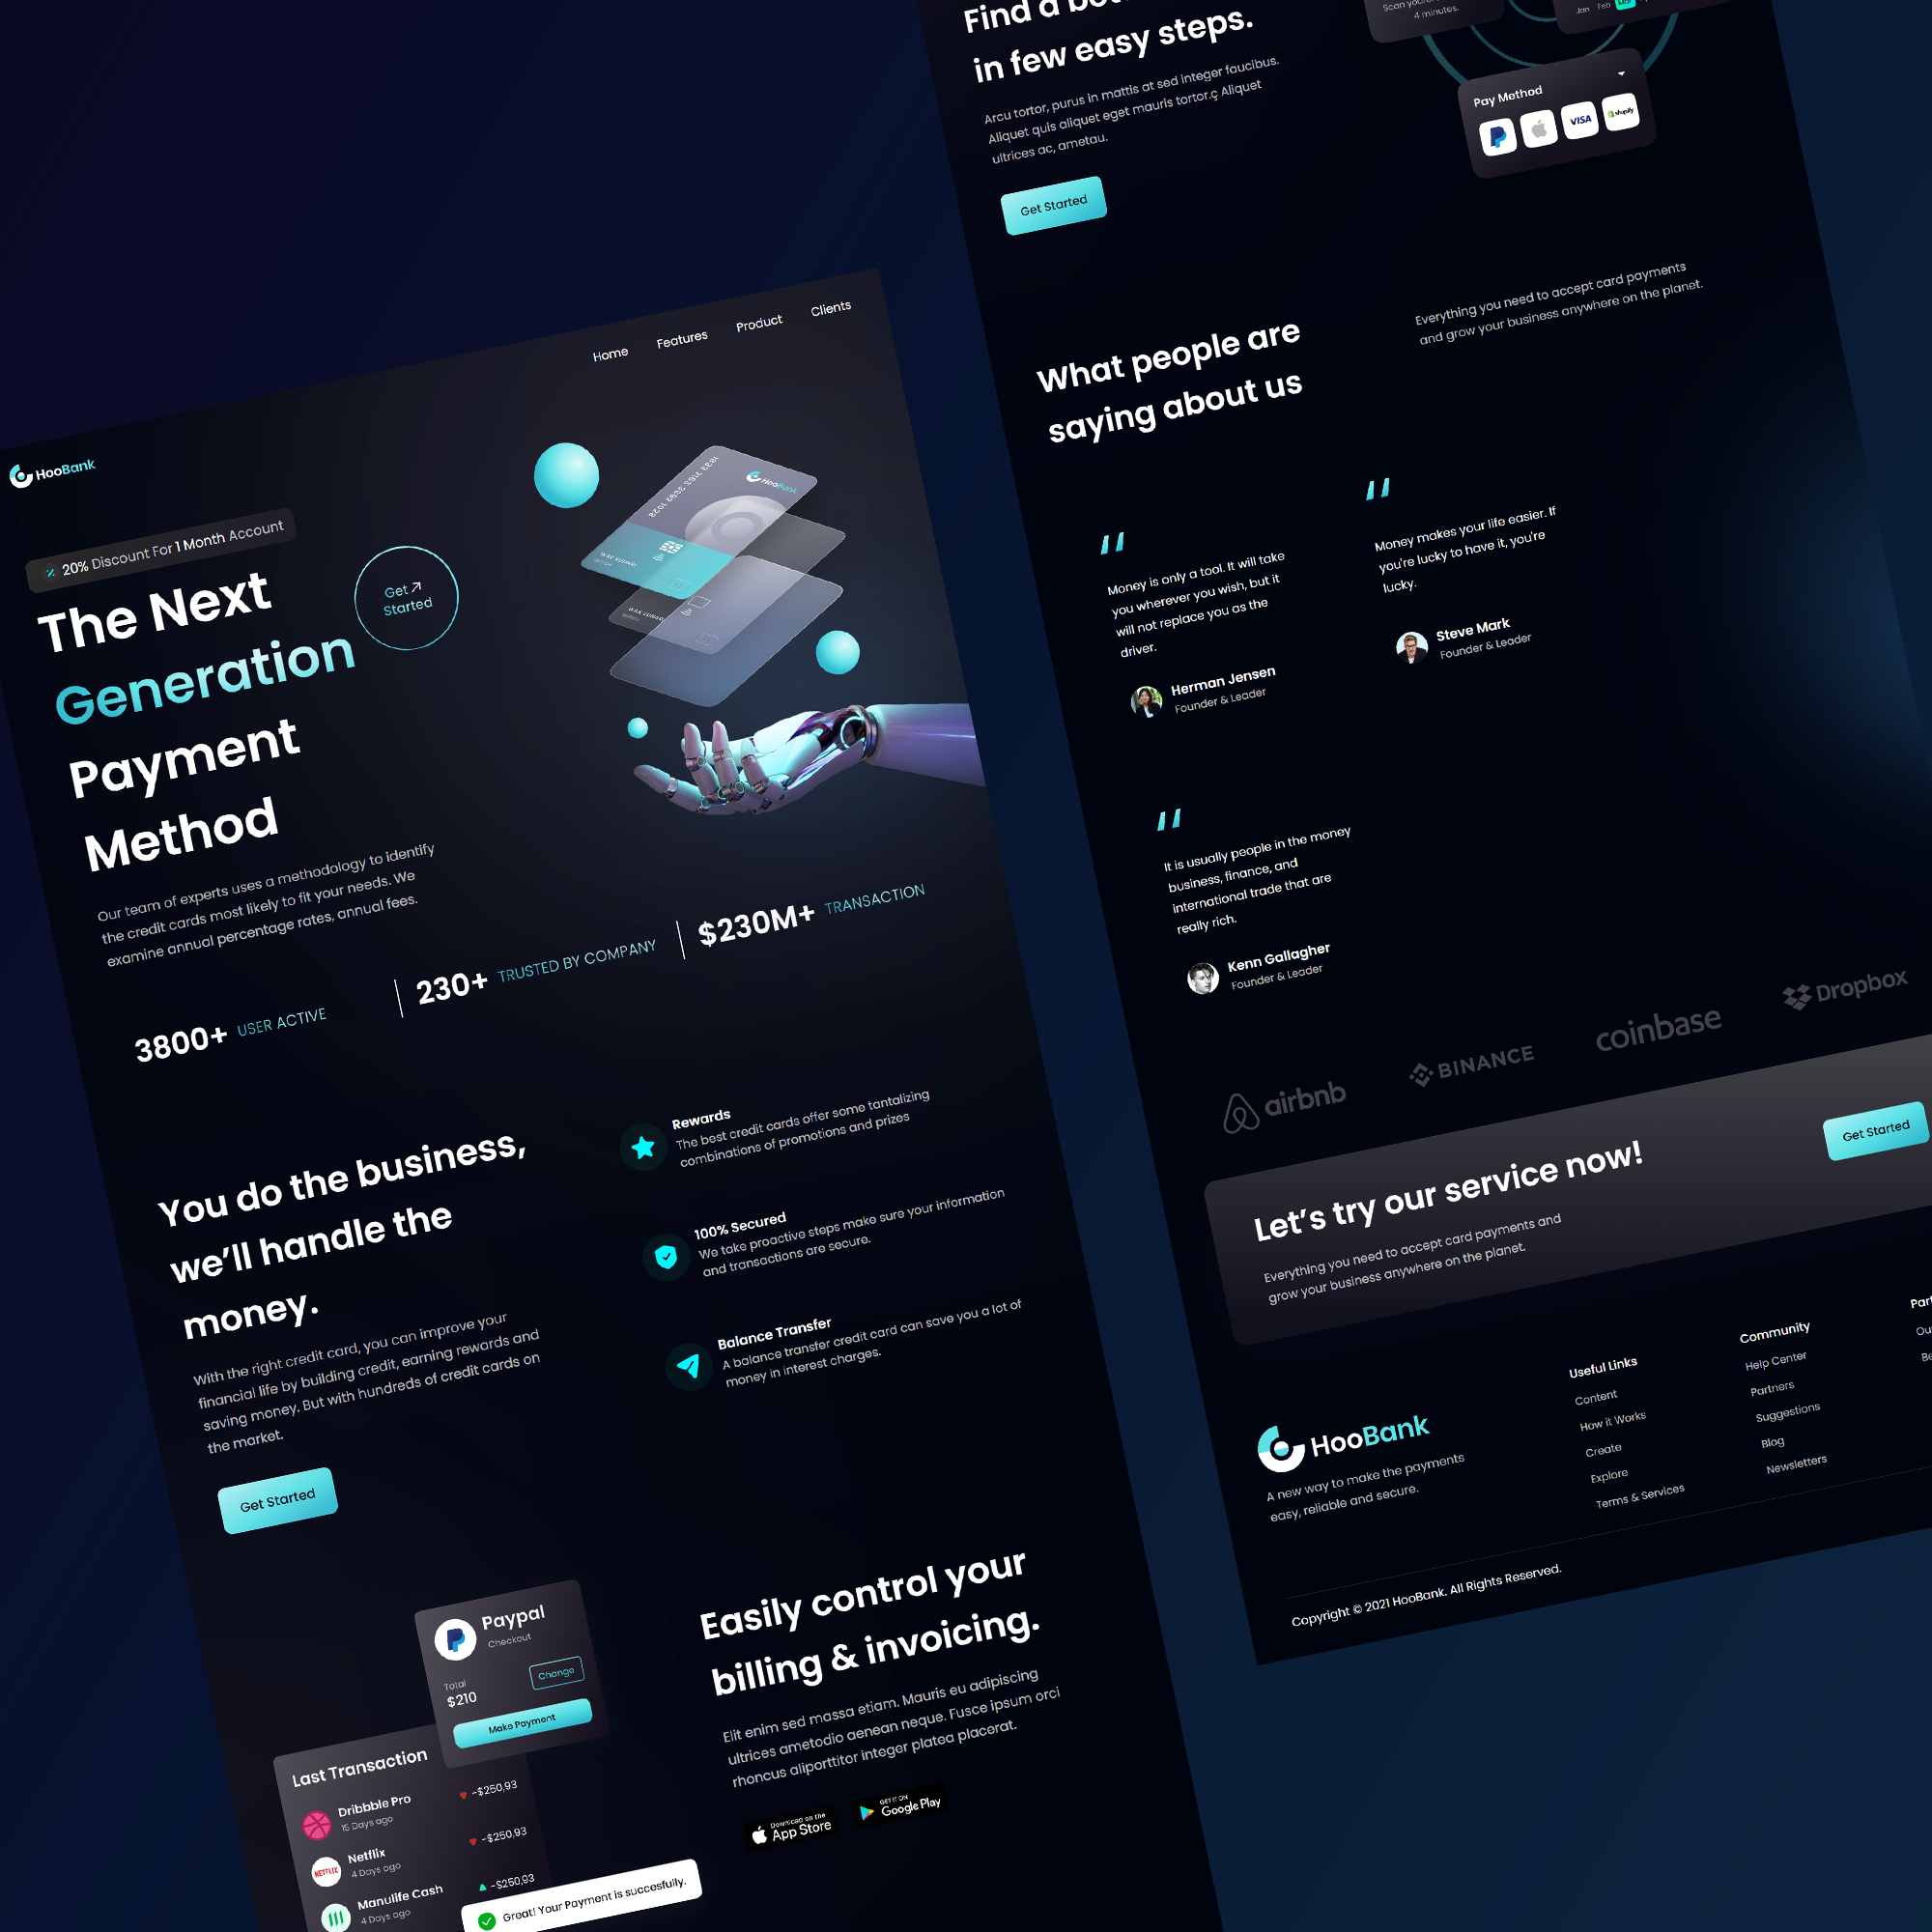 Home
Features
Product
Clients
HooBank
20% Discount For 1 Month Account
The Next
Generation
Payment
Method
Get
Started
Our team of experts uses a methodology to identify
the credit cards most likely to fit your needs. We
examine annual percentage rates, annual fees.
HooBank
3800+ USER ACTIVE
230+ TRUSTED BY COMPANY
$230M+ TRANSACTION
You do the business,
we’ll handle the
money.
With the right credit card, you can improve your
financial life by building credit, earning rewards and
saving money. But with hundreds of credit cards on
the market.
Get Started
Rewards
The best credit cards offer some tantalizing
combinations of promotions and prizes
100% Secured
We take proactive steps make sure your information
and transactions are secure.
Balance Transfer
A balance transfer credit card can save you a lot of
money in interest charges.
Paypal
Checkout
Total
$210
Change
Make Payment
Last Transaction
Dribbble Pro
15 Days ago
-$250,93
NETFLIX
Netflix
4 Days ago
-$250,93
Manulife Cash
4 Days ago
-$250,93
Great! Your Payment is succesfully.
Easily control your
billing & invoicing.
Elit enim sed massa etiam. Mauris eu adipiscing
ultrices ametodio aenean neque. Fusce ipsum orci
rhoncus aliporttitor integer platea placerat.
Download on the
App Store
GET IT ON
Google Play
in few easy steps.
Arcu tortor, purus in mattis at sed integer faucibus.
Aliquet quis aliquet eget mauris tortor.ç Aliquet
ultrices ac, ametau.
Get Started
4 minutes.
Jan Feb
Pay Method
VISA
shopify
What people are
saying about us
Everything you need to accept card payments
and grow your business anywhere on the planet.
Money is only a tool. It will take
you wherever you wish, but it
will not replace you as the
driver.
Herman Jensen
Founder & Leader
Money makes your life easier. If
you're lucky to have it, you're
lucky.
Steve Mark
Founder & Leader
It is usually people in the money
business, finance, and
international trade that are
really rich.
Kenn Gallagher
Founder & Leader
airbnb
BINANCE
coinbase
Dropbox
Let’s try our service now!
Everything you need to accept card payments and
grow your business anywhere on the planet.
Get Started
HooBank
A new way to make the payments
easy, reliable and secure.
Useful Links
Content
How it Works
Create
Explore
Terms & Services
Community
Help Center
Partners
Suggestions
Blog
Newsletters
Copyright © 2021 HooBank. All Rights Reserved.